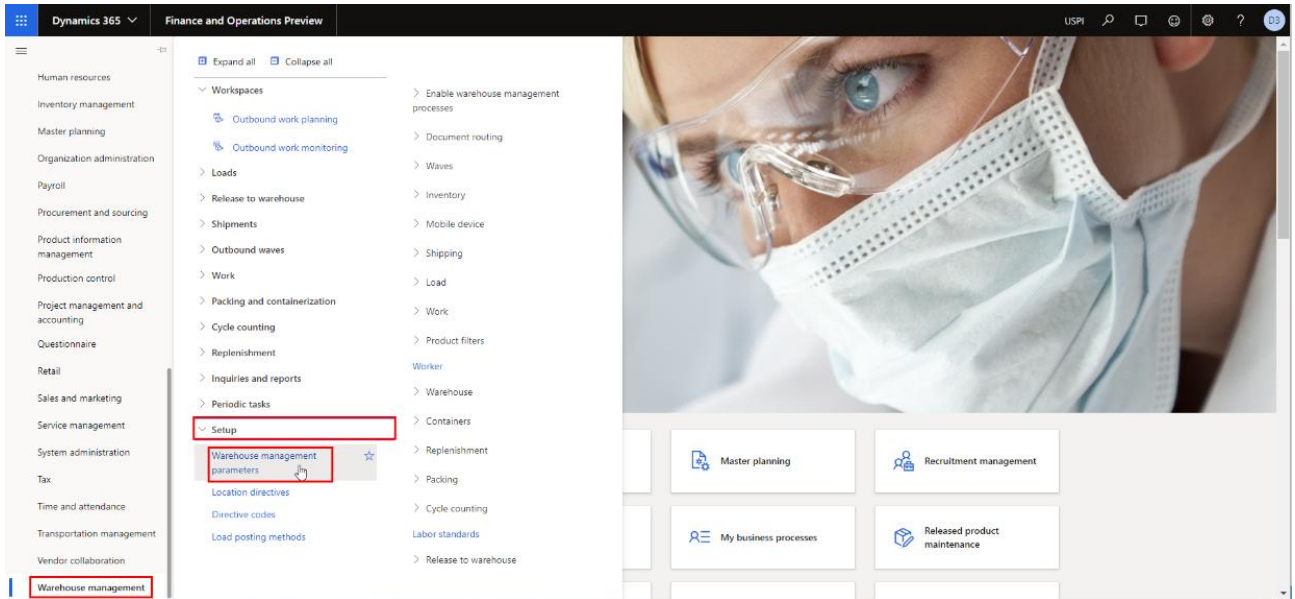 Dynamics 365
Finance and Operations Preview
USPI
?
D3
Human resources
Inventory management
Master planning
Organization administration
Payroll
Procurement and sourcing
Product information
management
Production control
Project management and
accounting
Questionnaire
Retail
Sales and marketing
Service management
System administration
Tax
Time and attendance
Transportation management
Vendor collaboration
Warehouse management
Expand all
Collapse all
Workspaces
Outbound work planning
Outbound work monitoring
Loads
Release to warehouse
Shipments
Outbound waves
Work
Packing and containerization
Cycle counting
Replenishment
Inquiries and reports
Periodic tasks
Setup
Warehouse management
parameters
Location directives
Directive codes
Load posting methods
Enable warehouse management
processes
Document routing
Waves
Inventory
Mobile device
Shipping
Load
Work
Product filters
Worker
Warehouse
Containers
Replenishment
Packing
Cycle counting
Labor standards
Release to warehouse
Master planning
Recruitment management
My business processes
Released product
maintenance